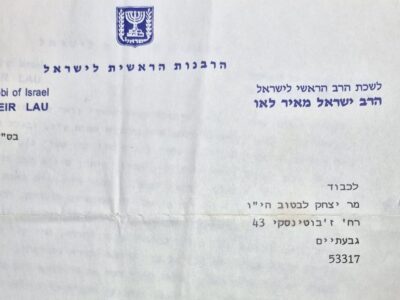 הרבנות הראשית לישראל
לשכת הרב הראשי לישראל
הרב ישראל מאיר לאו
bi of Israel
EIR LAU
בס"
לכבוד
מר יצחק לבטוב הי"ו
רח' ז'בוטינסקי 43
גבעתיים
53317